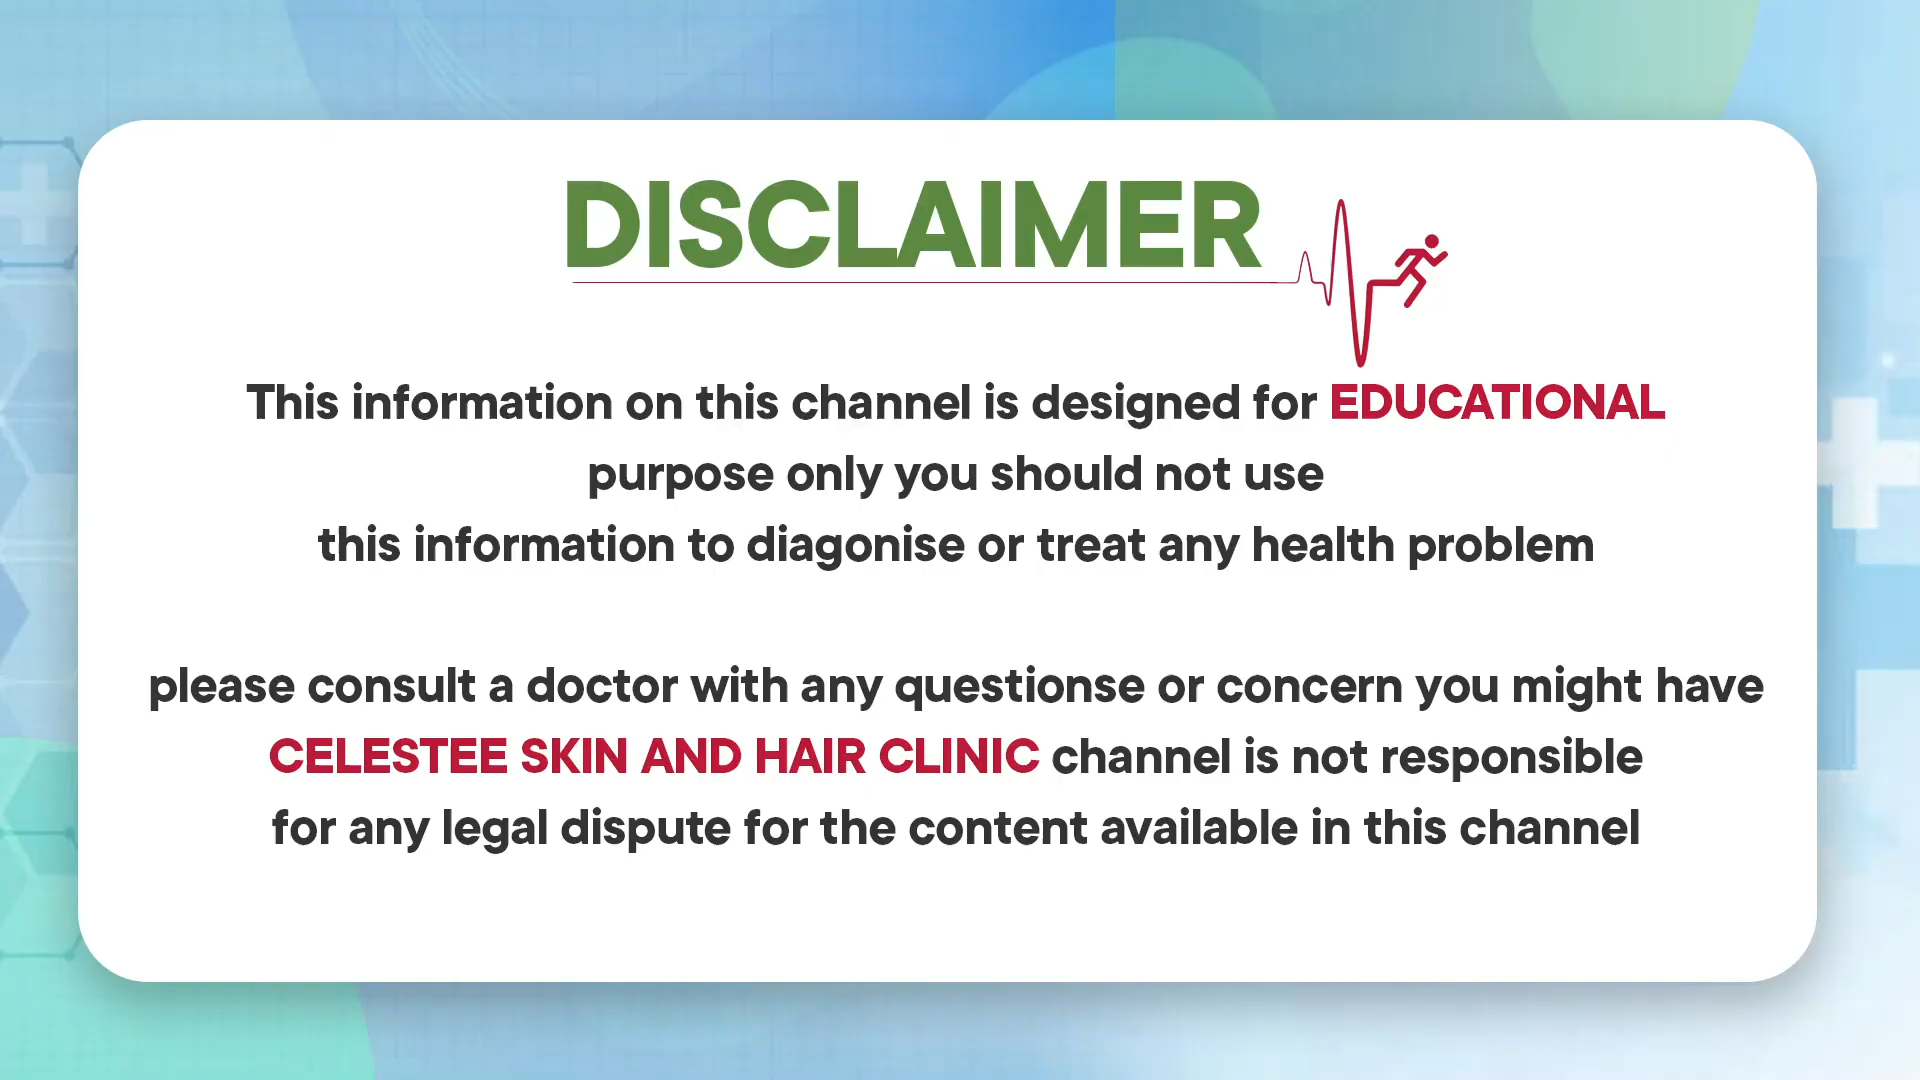 DISCLAIMER
This information on this channel is designed for EDUCATIONAL
purpose only you should not use
this information to diagonise or treat any health problem
please consult a doctor with any questionse or concern you might have
CELESTEE SKIN AND HAIR CLINIC channel is not responsible
for any legal dispute for the content available in this channel